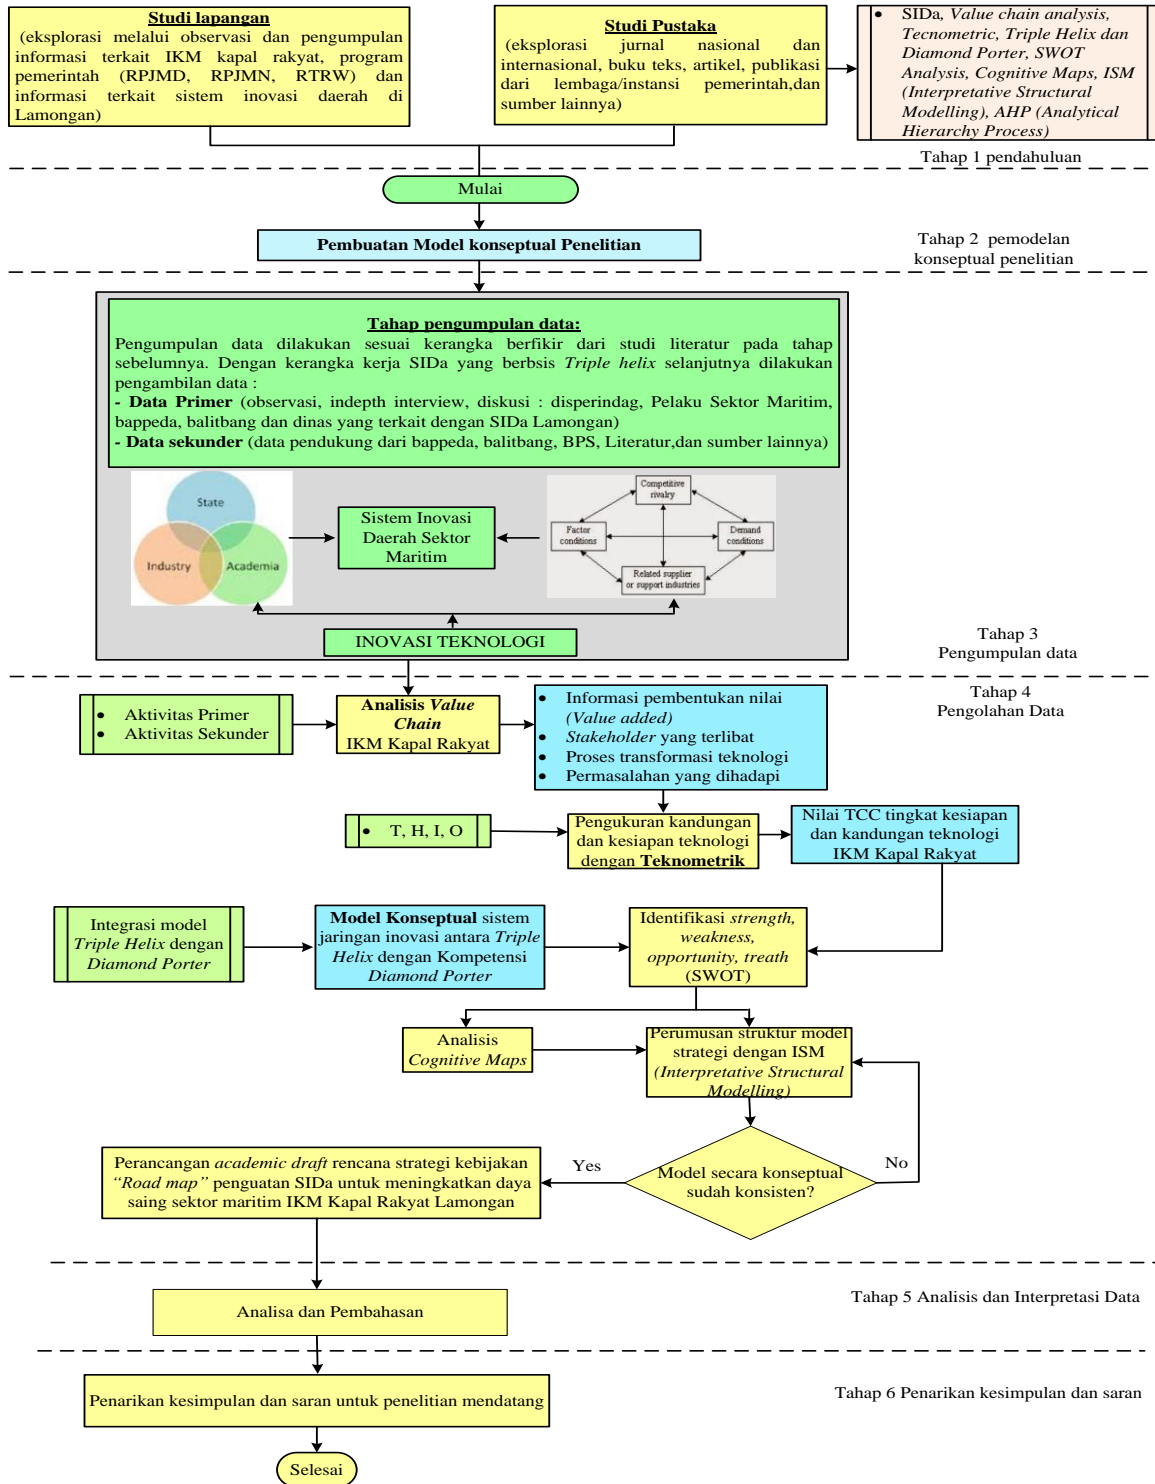 Studi lapangan
(eksplorasi melalui observasi dan pengumpulan
informasi terkait IKM kapal rakyat, program
pemerintah (RPJMD, RPJMN, RTRW) dan
informasi terkait sistem inovasi daerah di
Lamongan)
Studi Pustaka
(eksplorasi jurnal nasional dan
internasional, buku teks, artikel, publikasi
dari lembaga/instansi pemerintah,dan
sumber lainnya)
• SIDa, Value chain analysis,
Tecnometric, Triple Helix dan
Diamond Porter, SWOT
Analysis, Cognitive Maps, ISM
(Interpretative Structural
Modelling), AHP (Analytical
Hierarchy Process)
Tahap 1 pendahuluan
Mulai
Pembuatan Model konseptual Penelitian
Tahap 2 pemodelan
konseptual penelitian
Tahap pengumpulan data:
Pengumpulan data dilakukan sesuai kerangka berfikir dari studi literatur pada tahap
sebelumnya. Dengan kerangka kerja SIDa yang berbsis Triple helix selanjutnya dilakukan
pengambilan data :
- Data Primer (observasi, indepth interview, diskusi : disperindag, Pelaku Sektor Maritim,
bappeda, balitbang dan dinas yang terkait dengan SIDa Lamongan)
- Data sekunder (data pendukung dari bappeda, balitbang, BPS, Literatur,dan sumber lainnya)
State
Industry
Academia
Sistem Inovasi
Daerah Sektor
Maritim
Competitive
rivalry
Factor
conditions
Demand
conditions
Related supplier
or support industries
INOVASI TEKNOLOGI
Tahap 3
Pengumpulan data
Tahap 4
Pengolahan Data
• Aktivitas Primer
• Aktivitas Sekunder
Analisis Value
Chain
IKM Kapal Rakyat
• Informasi pembentukan nilai
(Value added)
• Stakeholder yang terlibat
• Proses transformasi teknologi
• Permasalahan yang dihadapi
• T, H, I, O
Pengukuran kandungan
dan kesiapan teknologi
dengan Teknometrik
Nilai TCC tingkat kesiapan
dan kandungan teknologi
IKM Kapal Rakyat
Integrasi model
Triple Helix dengan
Diamond Porter
Model Konseptual sistem
jaringan inovasi antara Triple
Helix dengan Kompetensi
Diamond Porter
Identifikasi strength,
weakness,
opportunity, treath
(SWOT)
Analisis
Cognitive Maps
Perumusan struktur model
strategi dengan ISM
(Interpretative Structural
Modelling)
Perancangan academic draft rencana strategi kebijakan
“Road map” penguatan SIDa untuk meningkatkan daya
saing sektor maritim IKM Kapal Rakyat Lamongan
Yes
Model secara konseptual
sudah konsisten?
No
Analisa dan Pembahasan
Tahap 5 Analisis dan Interpretasi Data
Penarikan kesimpulan dan saran untuk penelitian mendatang
Tahap 6 Penarikan kesimpulan dan saran
Selesai